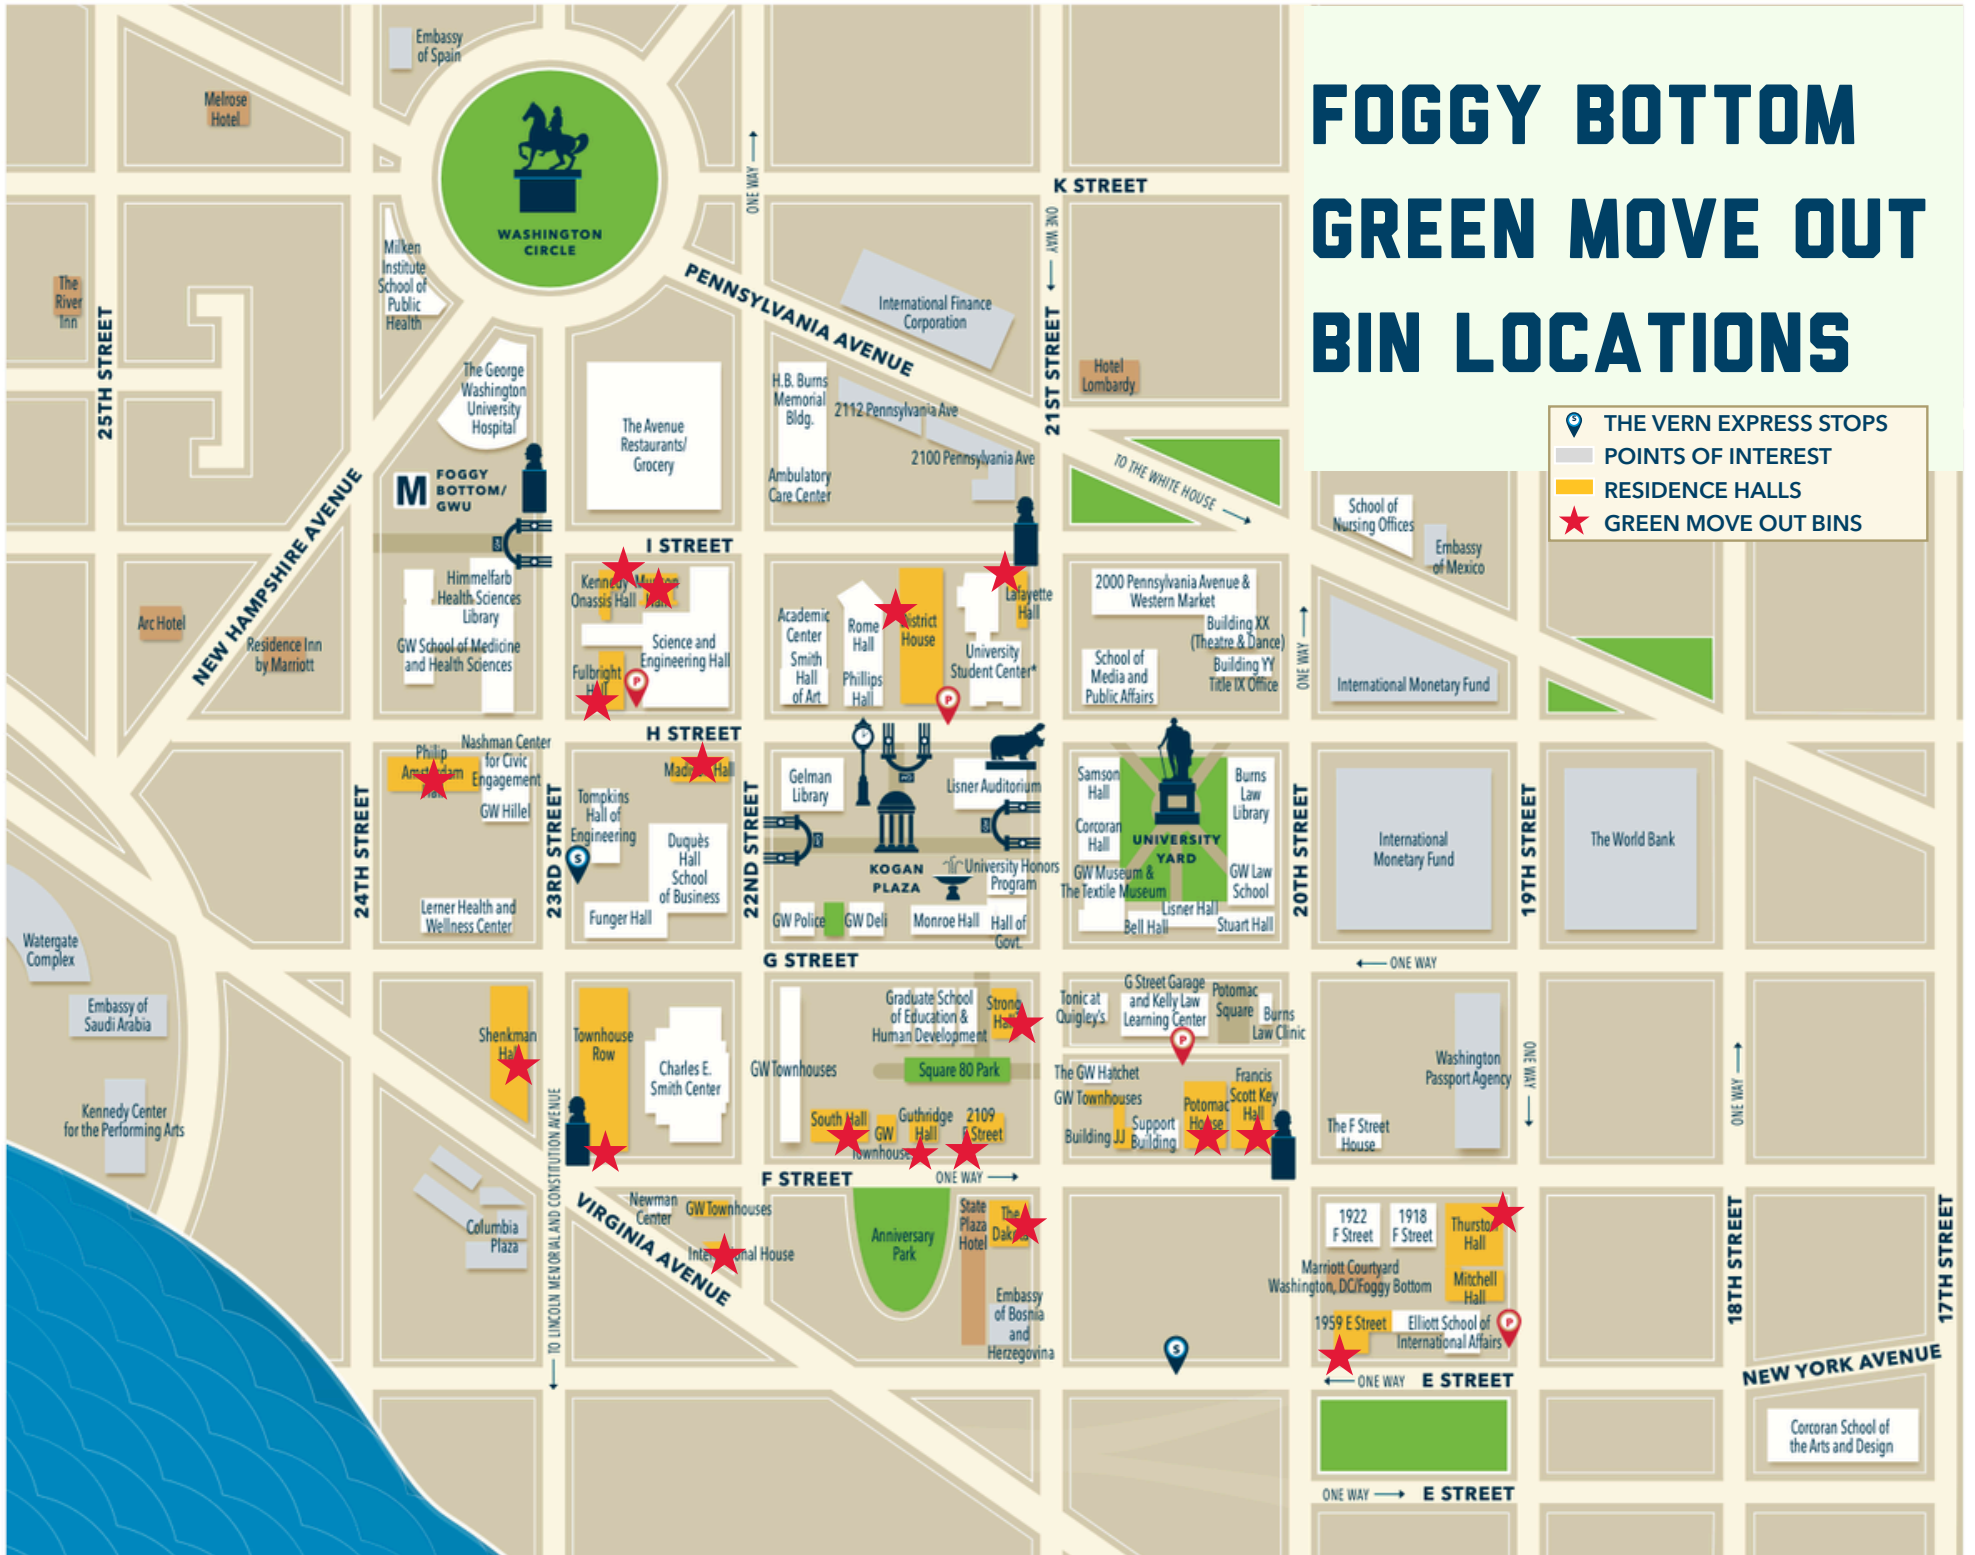 FOGGY BOTTOM
GREEN MOVE OUT
BIN LOCATIONS
THE VERN EXPRESS STOPS
POINTS OF INTEREST
RESIDENCE HALLS
GREEN MOVE OUT BINS
Embassy
of Spain
Melrose
Hotel
WASHINGTON
CIRCLE
ONE WAY
K STREET
ONE WAY
Milken
Institute
School of
Public
Health
The
River
Inn
25TH STREET
PENNSYLVANIA AVENUE
International Finance
Corporation
21ST STREET
Hotel
Lombardy
The George
Washington
University
Hospital
The Avenue
Restaurants/
Grocery
H.B. Burns
Memorial
Bldg.
2112 Pennsylvania Ave
2100 Pennsylvania Ave
Ambulatory
Care Center
TO THE WHITE HOUSE
M
FOGGY
BOTTOM/
GWU
NEW HAMPSHIRE AVENUE
School of
Nursing Offices
Embassy
of Mexico
I STREET
Himmelfarb
Health Sciences
Library
GW School of Medicine
and Health Sciences
Kennedy
Onassis Hall
Science and
Engineering Hall
Fulbright
P
Academic
Center
Smith
Hall
of Art
Rome
Hall
Phillips
Hall
District
House
Lafayette
Hall
University
Student Center*
P
2000 Pennsylvania Avenue &
Western Market
Building XX
(Theatre & Dance)
Building YY
Title IX Office
School of
Media and
Public Affairs
ONE WAY
International Monetary Fund
Arc Hotel
Residence Inn
by Marriott
H STREET
Philip
Nashman Center
for Civic
Engagement
GW Hillel
24TH STREET
23RD STREET
Hall
Tompkins
Hall of
Engineering
S
Duquès
Hall
School
of Business
Funger Hall
22ND STREET
Lerner Health and
Wellness Center
Gelman
Library
Lisner Auditorium
KOGAN
PLAZA
University Honors
Program
GW Police
GW Deli
Monroe Hall
Hall of
Govt.
Samson
Hall
Corcoran
Hall
GW Museum &
The Textile Museum
UNIVERSITY
YARD
Burns
Law
Library
GW Law
School
Lisner Hall
Bell Hall
Stuart Hall
20TH STREET
International
Monetary Fund
19TH STREET
The World Bank
Watergate
Complex
G STREET
ONE WAY
Embassy of
Saudi Arabia
Kennedy Center
for the Performing Arts
Shenkman
Hall
Townhouse
Row
Charles E.
Smith Center
GW Townhouses
Graduate School
of Education &
Human Development
Strong
Hall
Square 80 Park
South Hall
GW
Townhouses
Guthridge
Hall
2109
F Street
Tonic at
Quigley's
G Street Garage
and Kelly Law
Learning Center
P
Potomac
Square
Burns
Law Clinic
The GW Hatchet
GW Townhouses
Building JJ
Support
Building
Potomac
House
Francis
Scott Key
Hall
Washington
Passport Agency
The F Street
House
ONE WAY
ONE WAY
F STREET
ONE WAY
TO LINCOLN MEMORIAL AND CONSTITUTION AVENUE
Columbia
Plaza
VIRGINIA AVENUE
Newman
Center
GW Townhouses
International House
Anniversary
Park
State
Plaza
Hotel
The
Dakota
Embassy
of Bosnia
and
Herzegovina
S
1922
F Street
1918
F Street
Thurston
Hall
Marriott Courtyard
Washington, DC/Foggy Bottom
Mitchell
Hall
1959 E Street
Elliott School of
International Affairs
P
18TH STREET
17TH STREET
ONE WAY
E STREET
NEW YORK AVENUE
Corcoran School of
the Arts and Design
ONE WAY
E STREET